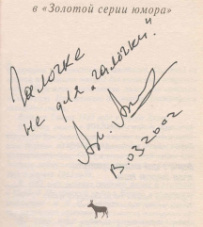 в «Золотой серии юмора»
Галочке
не для „галочки“.
В.03 2002